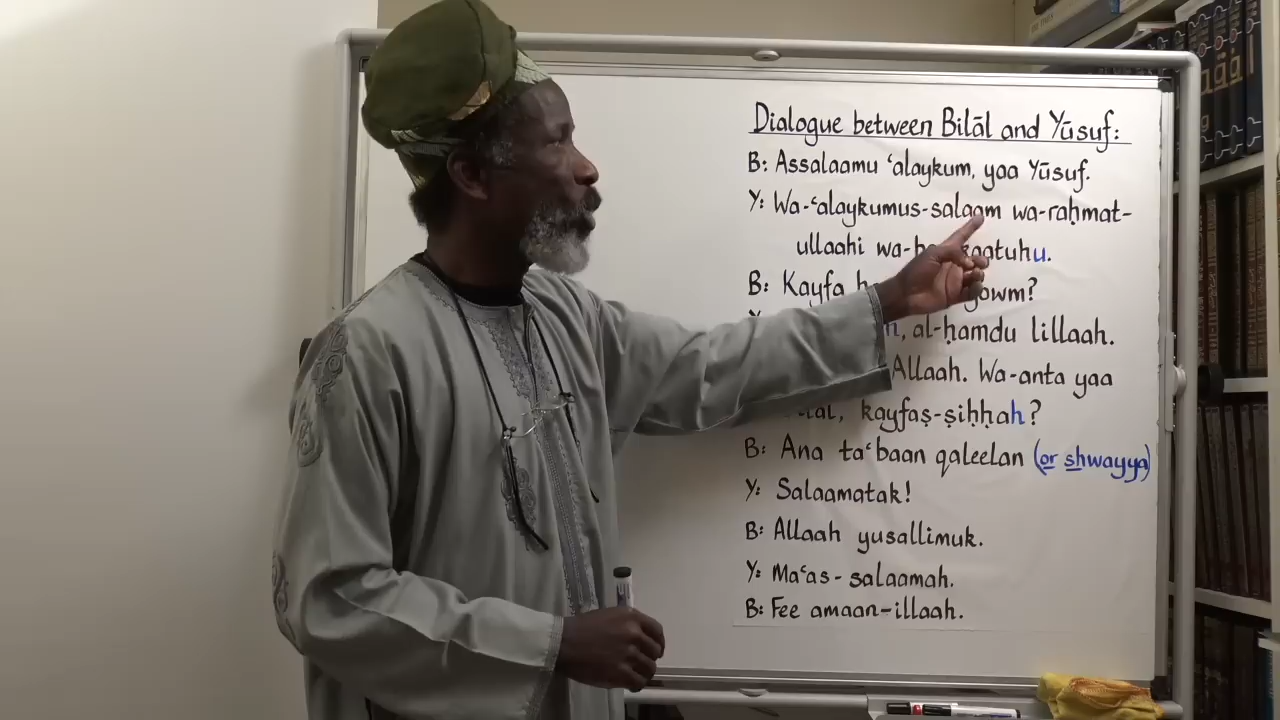 Dialogue between Bilāl and Yūsuf:
B: Assalaamu ʿalaykum, yaa Yūsuf.
Y: Wa-ʿalaykumus-salaam wa-raḥmat-
ullaahi
B: Kayfa
al-ḥamdu lillaah.
Allaah. Wa-anta yaa
kayfaṣ-ṣiḥḥah?
B: Ana taʿbaan qaleelan (or shwayya)
Y: Salaamatak!
B: Allaah yusallimuk.
Y: Maʿas-salaamah.
B: Fee amaan-illaah.